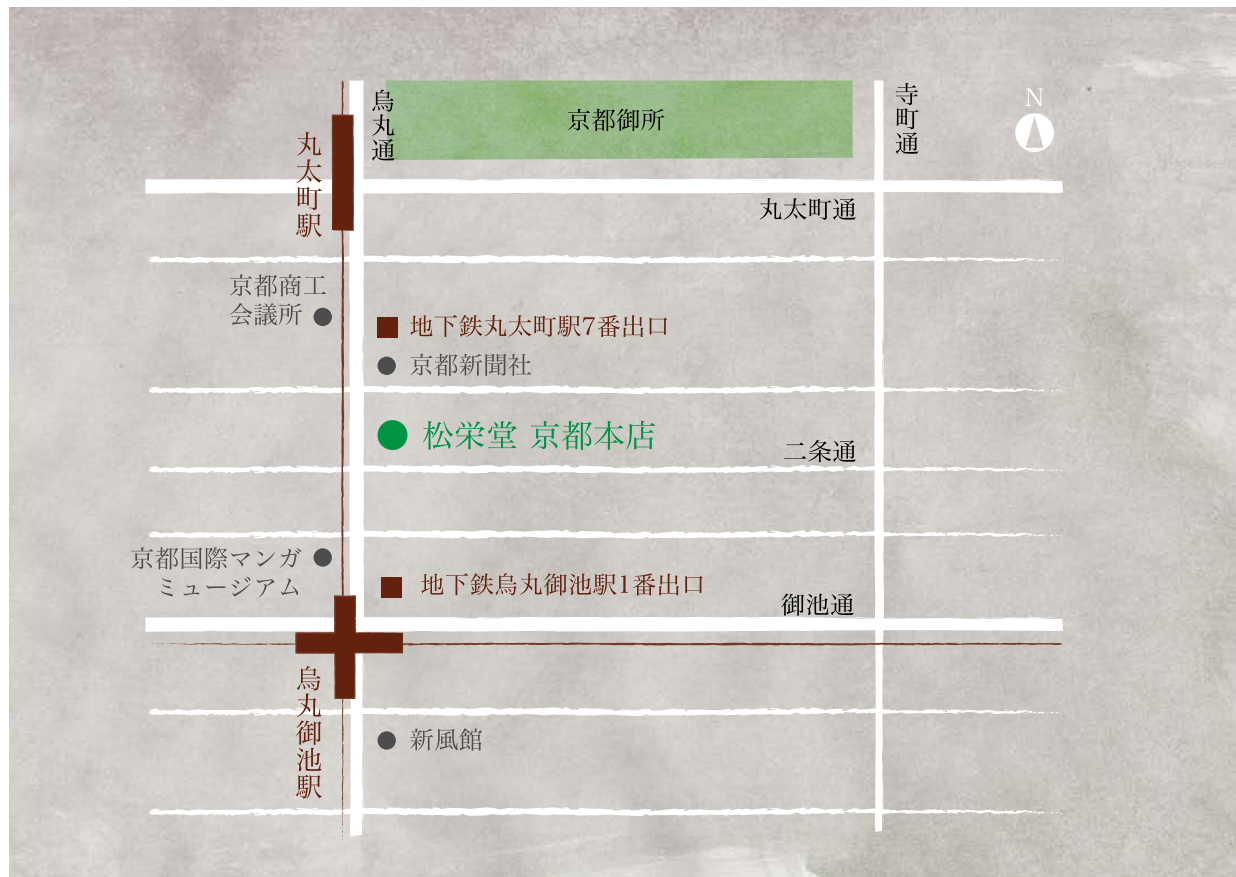 烏丸通
京都御所
寺町通
N
丸太町駅
丸太町通
京都商工
会議所
地下鉄丸太町駅7番出口
京都新聞社
松栄堂 京都本店
二条通
京都国際マンガ
ミュージアム
地下鉄烏丸御池駅1番出口
御池通
烏丸御池駅
新風館